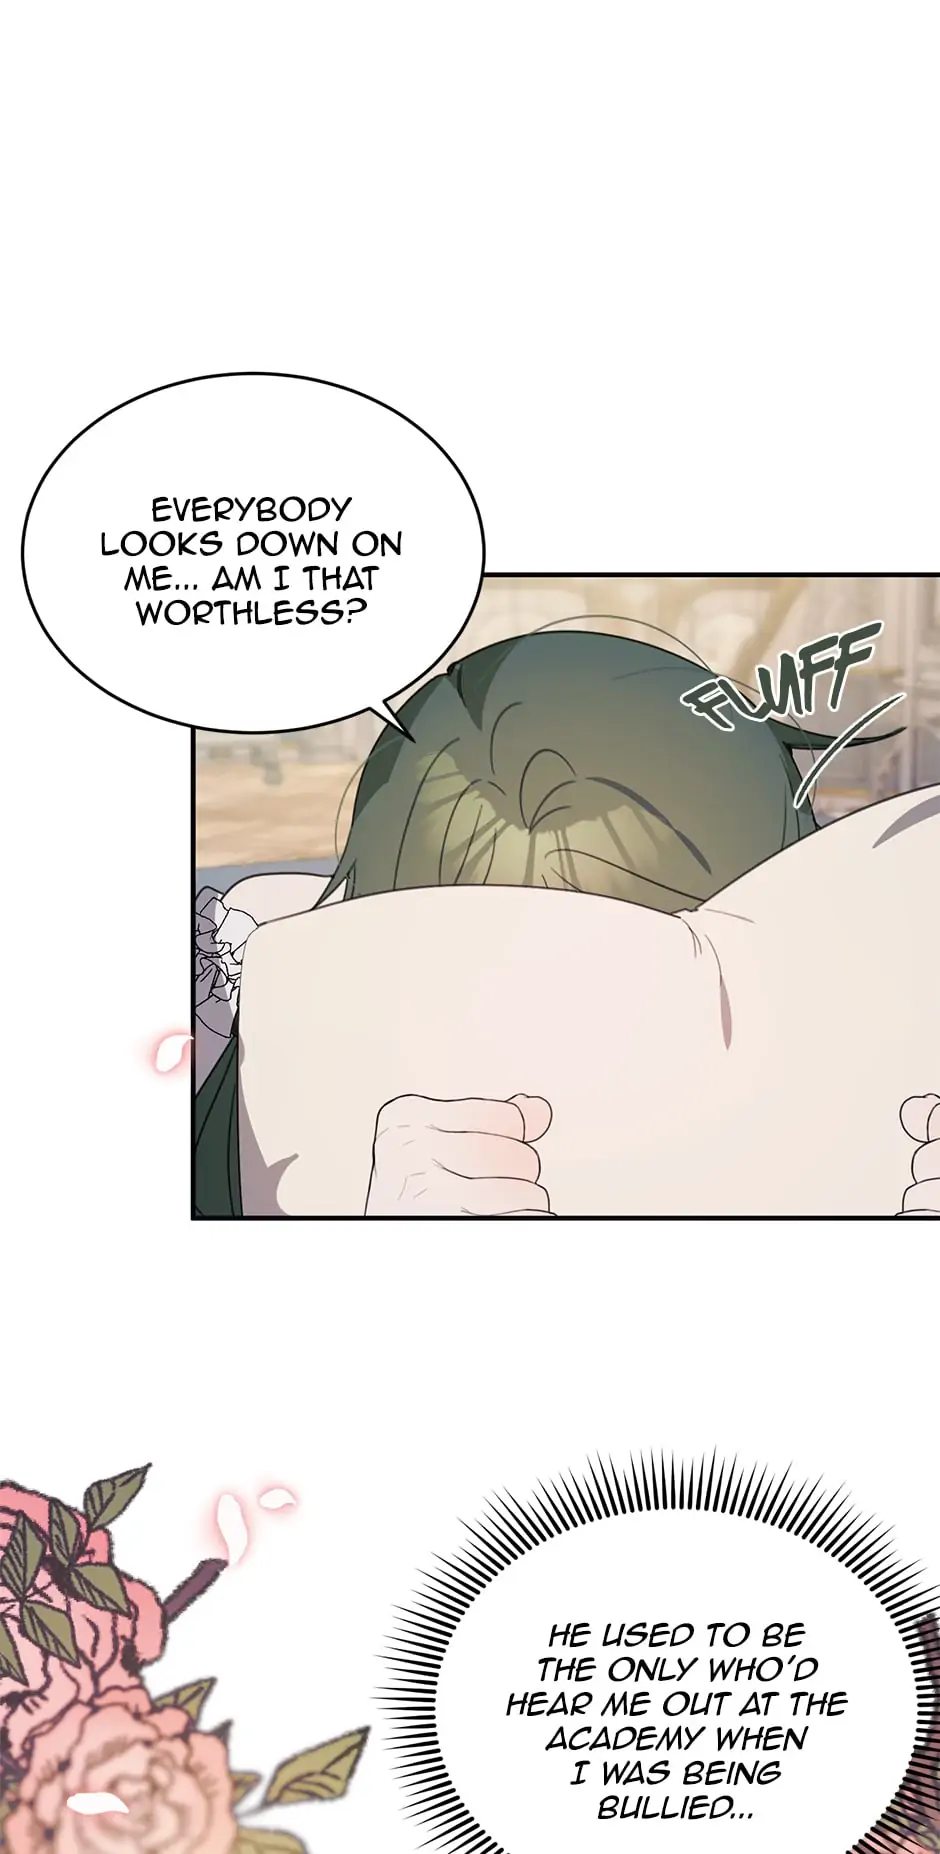 EVERYBODY
LOOKS DOWN ON
ME... AM I THAT
WORTHLESS?
FLUFF
HE USED TO BE
THE ONLY WHO'D
HEAR ME OUT AT THE
ACADEMY WHEN
I WAS BEING
BULLIED...